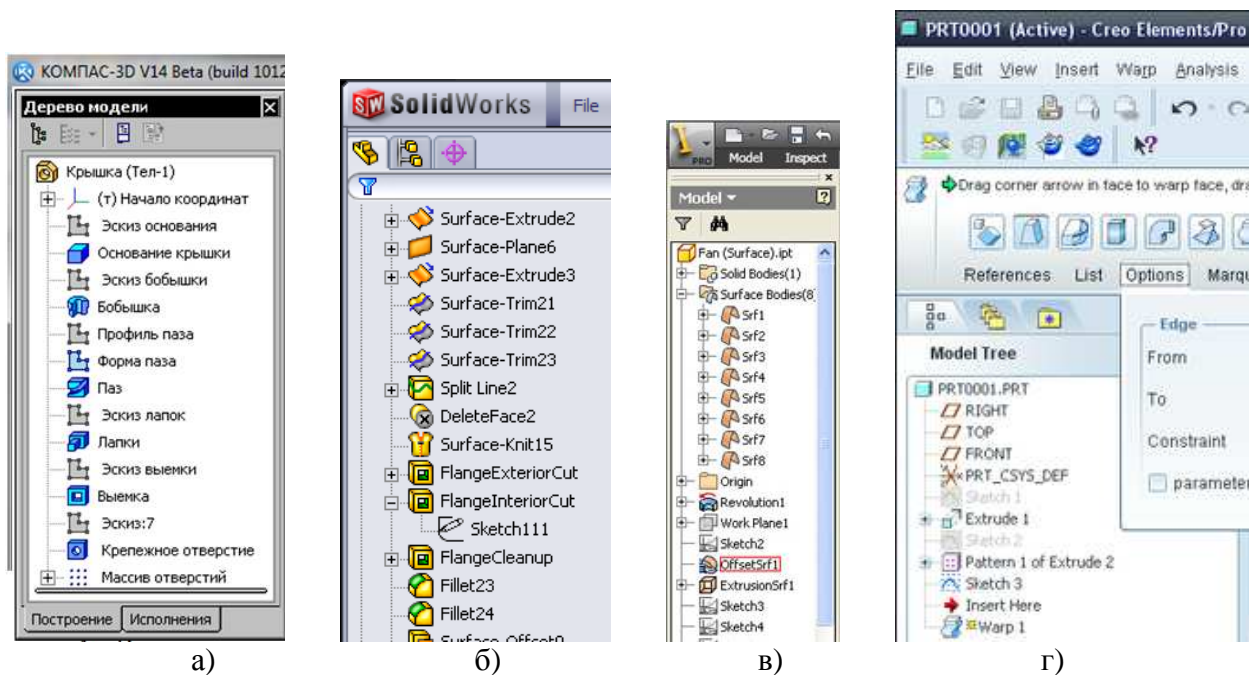 КОМПАС-3D V14 Beta (build 1012
Дерево модели
Крышка (Тел-1)
(т) Начало координат
Эскиз основания
Основание крышки
Эскиз бобышки
Бобышка
Профиль паза
Форма паза
Паз
Эскиз лапок
Лапки
Эскиз выемки
Выемка
Эскиз:7
Крепежное отверстие
Массив отверстий
Построение
Исполнения
а)
SolidWorks
File
Surface-Extrude2
Surface-Plane6
Surface-Extrude3
Surface-Trim21
Surface-Trim22
Surface-Trim23
Split Line2
DeleteFace2
Surface-Knit15
FlangeExteriorCut
FlangeInteriorCut
Sketch111
FlangeCleanup
Fillet23
Fillet24
Surface-Offset9
б)
PRO
Model Inspect
Model
Fan (Surface).ipt
Solid Bodies(1)
Surface Bodies(8
Srf1
Srf2
Srf3
Srf4
Srf5
Srf6
Srf7
Srf8
Origin
Revolution1
Work Plane1
Sketch2
OffsetSrf1
ExtrusionSrf1
Sketch3
Sketch4
в)
PRT0001 (Active) - Creo Elements/Pro
File Edit View Insert Warp Analysis
Drag corner arrow in face to warp face, dra
References List Options Marqu
Edge
From
To
Constraint
parameter
Model Tree
PRT0001.PRT
RIGHT
TOP
FRONT
PRT_CSYS_DEF
Sketch 1
Extrude 1
Sketch 2
Pattern 1 of Extrude 2
Sketch 3
Insert Here
Warp 1
г)